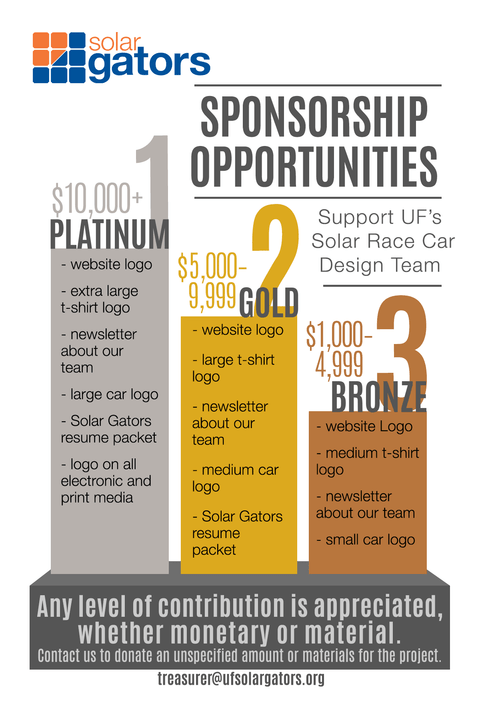 solar
gators
SPONSORSHIP
OPPORTUNITIES
Support UF's
Solar Race Car
Design Team
1
$10,000+
PLATINUM
- website logo
- extra large
t-shirt logo
- newsletter
about our
team
- large car logo
- Solar Gators
resume packet
- logo on all
electronic and
print media
2
$5,000-
9,999
GOLD
- website logo
- large t-shirt
logo
- newsletter
about our
team
- medium car
logo
- Solar Gators
resume
packet
3
$1,000-
4,999
BRONZE
- website Logo
- medium t-shirt
logo
- newsletter
about our team
- small car logo
Any level of contribution is appreciated,
whether monetary or material.
Contact us to donate an unspecified amount or materials for the project.
treasurer@ufsolargators.org